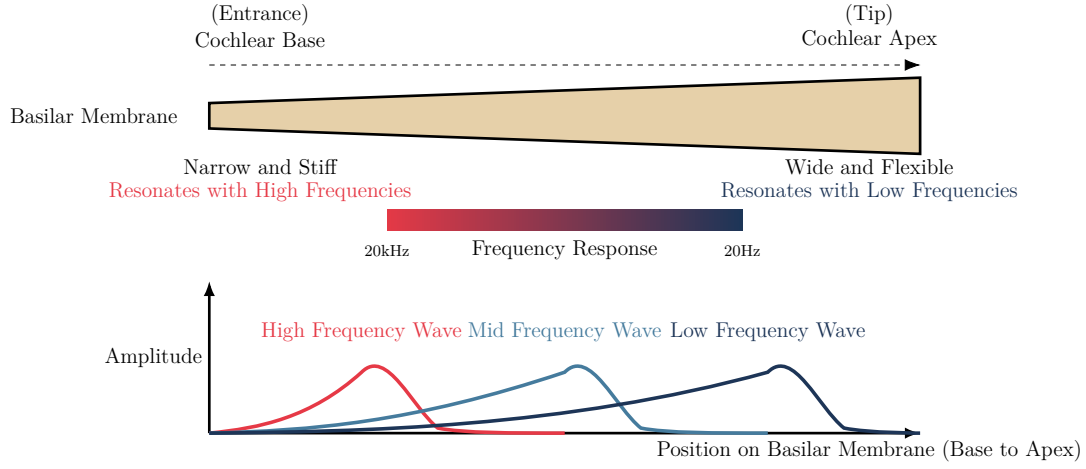 (Entrance)
Cochlear Base
(Tip)
Cochlear Apex
Basilar Membrane
Narrow and Stiff
Resonates with High Frequencies
Wide and Flexible
Resonates with Low Frequencies
20kHz
Frequency Response
20Hz
High Frequency Wave
Mid Frequency Wave
Low Frequency Wave
Amplitude
Position on Basilar Membrane (Base to Apex)